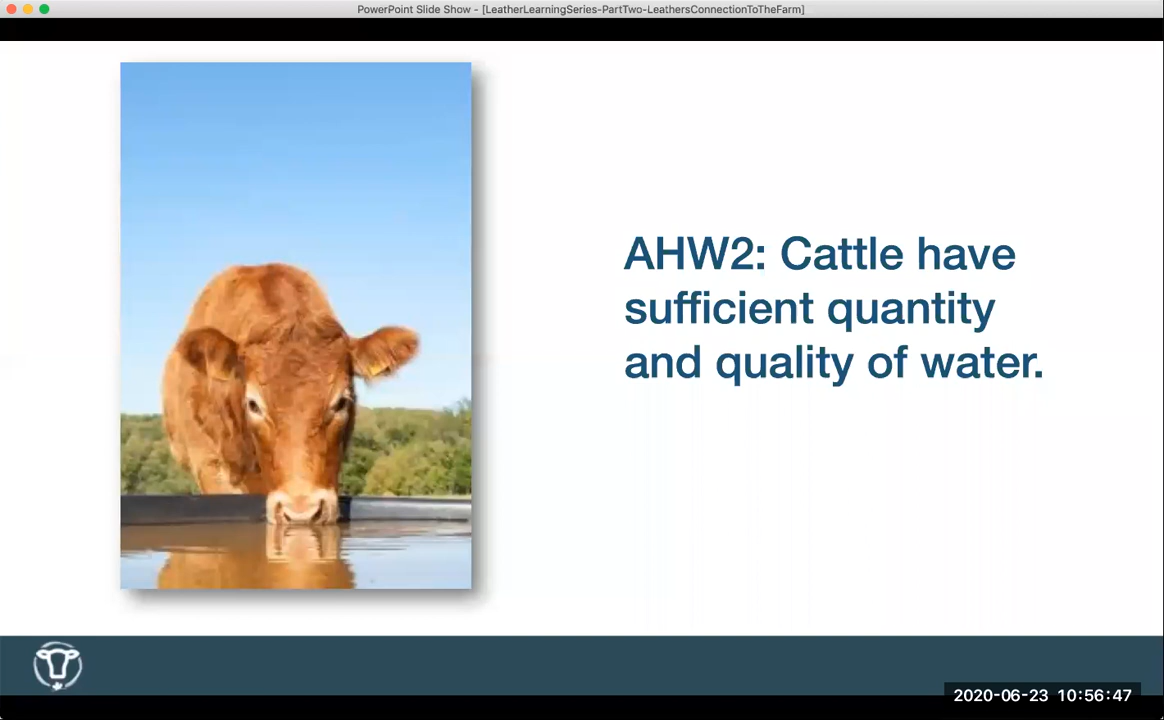 PowerPoint Slide Show - [LeatherLearningSeries-PartTwo-LeathersConnectionToTheFarm]
AHW2: Cattle have
sufficient quantity
and quality of water.
2020-06-23 10:56:47